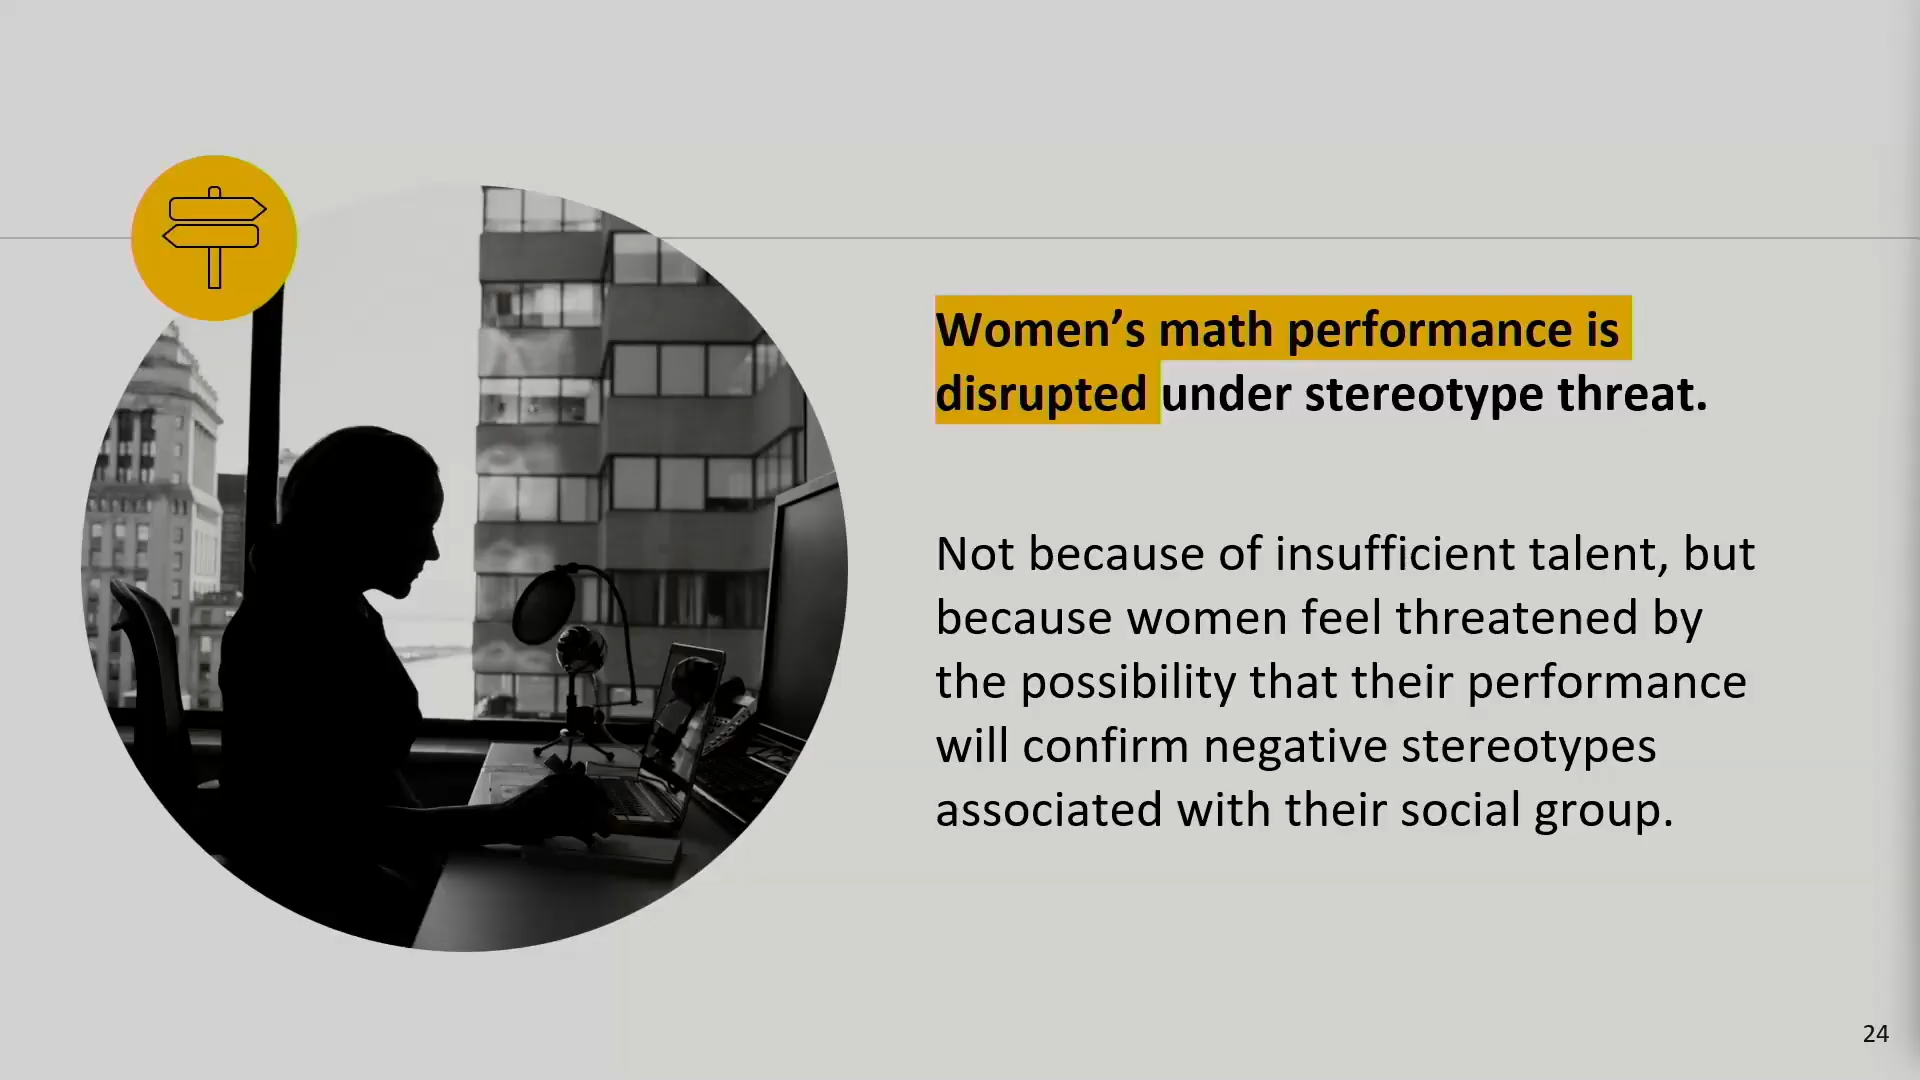 Women’s math performance is
disrupted under stereotype threat.
Not because of insufficient talent, but
because women feel threatened by
the possibility that their performance
will confirm negative stereotypes
associated with their social group.
24